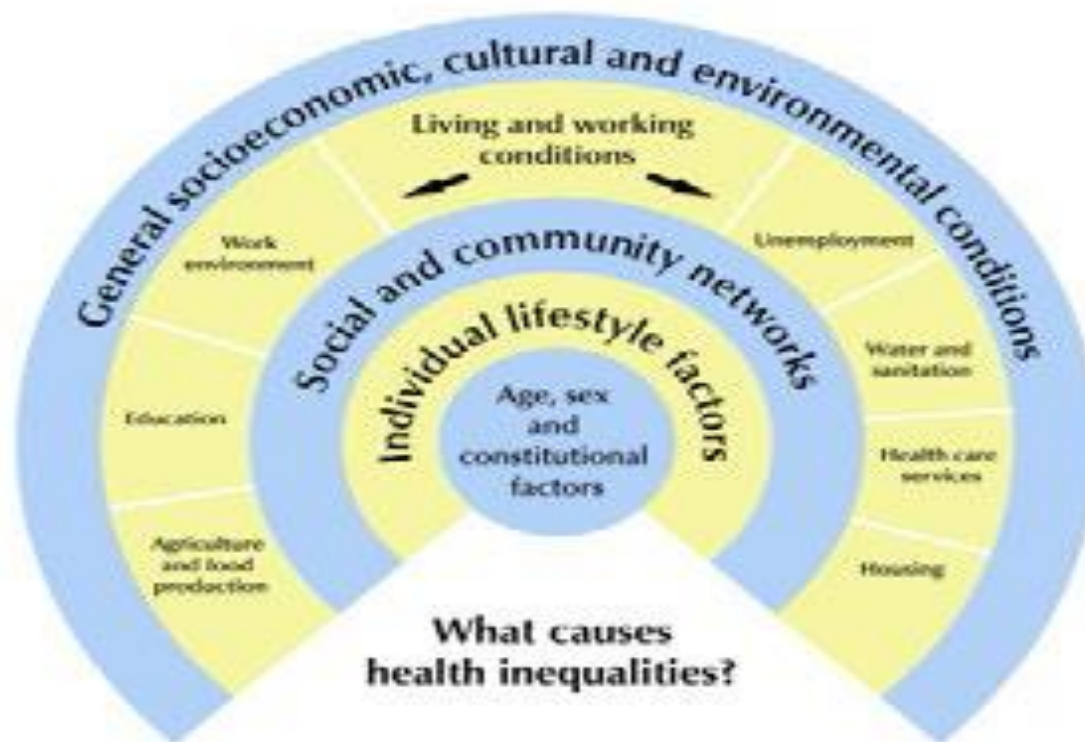 General socioeconomic, cultural and environmental conditions
Living and working
conditions
Work
environment
Unemployment
Social and community networks
Individual lifestyle factors
Water and
sanitation
Education
Age, sex
and
constitutional
factors
Health care
services
Agriculture
and food
production
Housing
What causes
health inequalities?